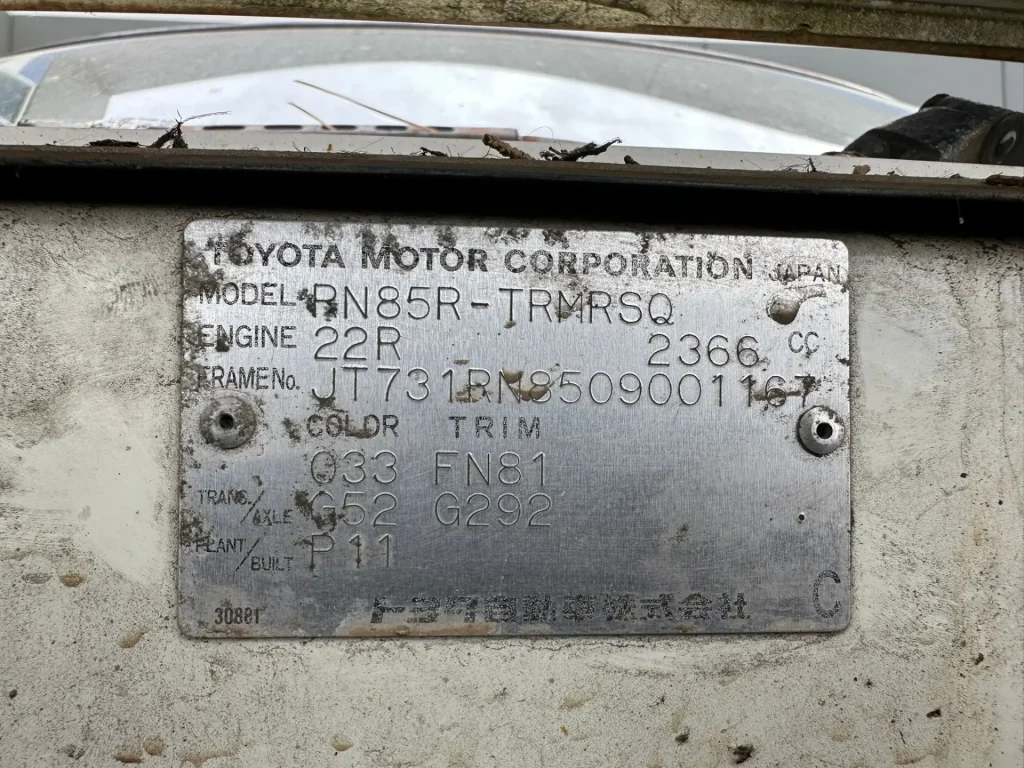 TOYOTA MOTOR CORPORATION JAPAN
MODEL RN85R-TRMRSQ
ENGINE 22R 2366 CC
FRAME No. JT731RN8509001167
COLOR TRIM
033 FN81
TRANS./AXLE G52 G292
PLANT/BUILT P11
C
30881 トヨタ自動車株式会社